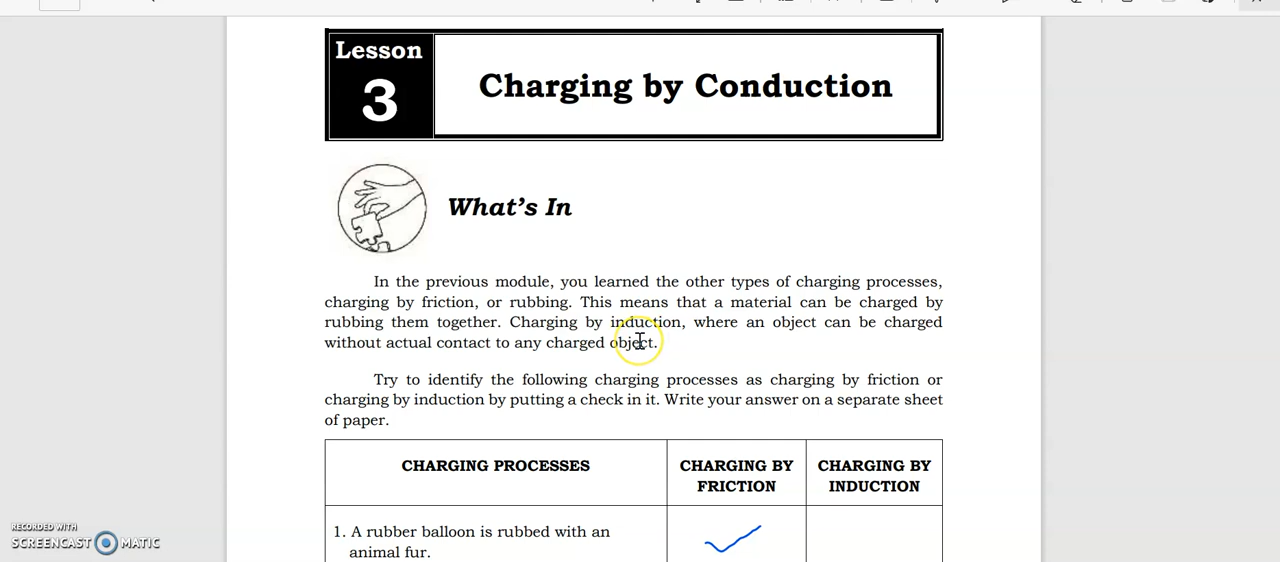 Lesson
3
Charging by Conduction
What's In
In the previous module, you learned the other types of charging processes,
charging by friction, or rubbing. This means that a material can be charged by
rubbing them together. Charging by induction, where an object can be charged
without actual contact to any charged object.
Try to identify the following charging processes as charging by friction or
charging by induction by putting a check in it. Write your answer on a separate sheet
of paper.
CHARGING PROCESSES
CHARGING BY
FRICTION
CHARGING BY
INDUCTION
1. A rubber balloon is rubbed with an
animal fur.
RECORDED WITH
SCREENCAST MATIC